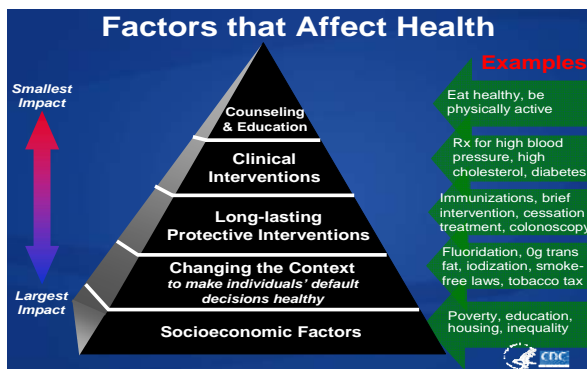 Factors that Affect Health
Examples
Smallest
Impact
Largest
Impact
Counseling
& Education
Eat healthy, be
physically active
Clinical
Interventions
Rx for high blood
pressure, high
cholesterol, diabetes
Long-lasting
Protective Interventions
Immunizations, brief
intervention, cessation
treatment, colonoscopy
Changing the Context
to make individuals' default
decisions healthy
Fluoridation, 0g trans
fat, iodization, smoke-
free laws, tobacco tax
Socioeconomic Factors
Poverty, education,
housing, inequality
CDC